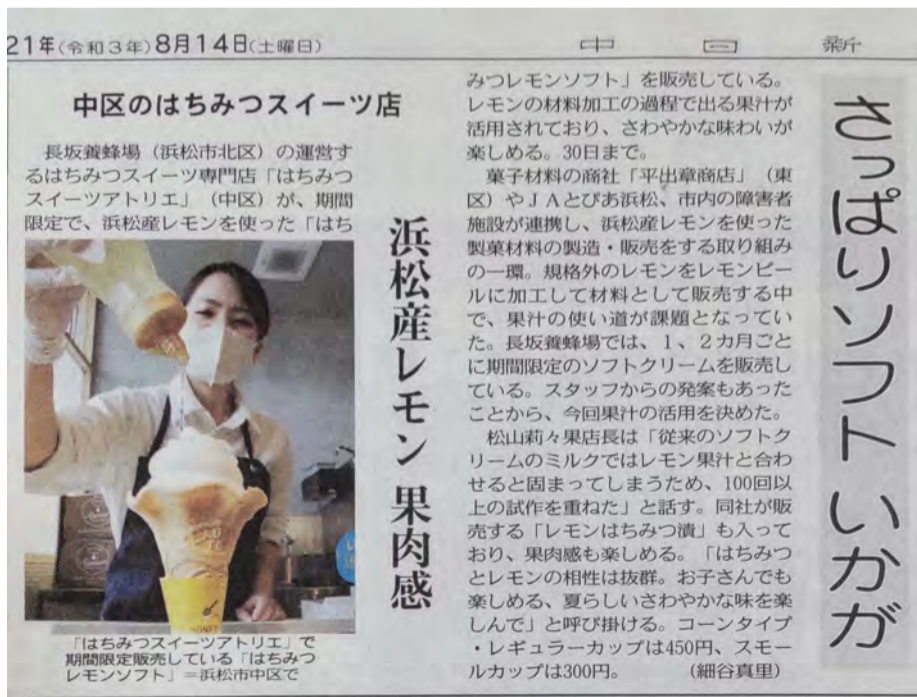 21年(令和3年)8月14日(土曜日)
中日新
さっぱりソフトいかが
中区のはちみつスイーツ店
浜松産レモン 果肉感
長坂養蜂場（浜松市北区）の運営す
るはちみつスイーツ専門店「はちみつ
スイーツアトリエ」（中区）が、期間
限定で、浜松産レモンを使った「はち
みつレモンソフト」を販売している。
レモンの材料加工の過程で出る果汁が
活用されており、さわやかな味わいが
楽しめる。30日まで。
菓子材料の商社「平出章商店」（東
区）やＪＡとぴあ浜松、市内の障害者
施設が連携し、浜松産レモンを使った
製菓材料の製造・販売をする取り組み
の一環。規格外のレモンをレモンピー
ルに加工して材料として販売する中
で、果汁の使い道が課題となってい
た。長坂養蜂場では、１、２カ月ごと
に期間限定のソフトクリームを販売し
ている。スタッフからの発案もあった
ことから、今回果汁の活用を決めた。
松山莉々果店長は「従来のソフトク
リームのミルクではレモン果汁と合わ
せると固まってしまうため、100回以
上の試作を重ねた」と話す。同社が販
売する「レモンはちみつ漬」も入って
おり、果肉感も楽しめる。「はちみつ
とレモンの相性は抜群。お子さんでも
楽しめる、夏らしいさわやかな味を楽
しんで」と呼び掛ける。コーンタイプ
・レギュラーカップは450円、スモー
ルカップは300円。　（細谷真里）
「はちみつスイーツアトリエ」で
期間限定販売している「はちみつ
レモンソフト」＝浜松市中区で